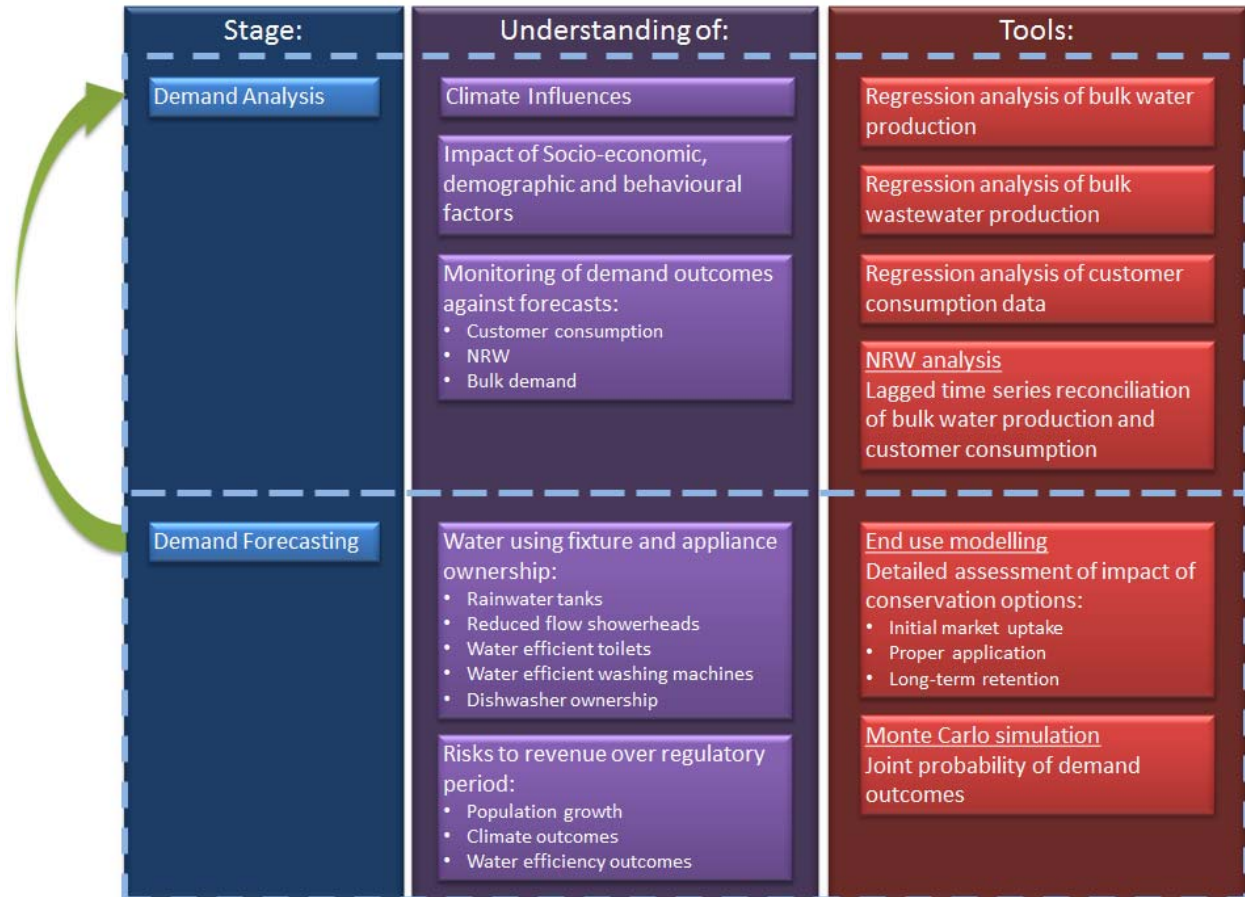 Stage:
Understanding of:
Tools:
Demand Analysis
Climate Influences
Impact of Socio-economic,
demographic and behavioural
factors
Monitoring of demand outcomes
against forecasts:
• Customer consumption
• NRW
• Bulk demand
Regression analysis of bulk water
production
Regression analysis of bulk
wastewater production
Regression analysis of customer
consumption data
NRW analysis
Lagged time series reconciliation
of bulk water production and
customer consumption
Demand Forecasting
Water using fixture and appliance
ownership:
• Rainwater tanks
• Reduced flow showerheads
• Water efficient toilets
• Water efficient washing machines
• Dishwasher ownership
Risks to revenue over regulatory
period:
• Population growth
• Climate outcomes
• Water efficiency outcomes
End use modelling
Detailed assessment of impact of
conservation options:
• Initial market uptake
• Proper application
• Long-term retention
Monte Carlo simulation
Joint probability of demand
outcomes